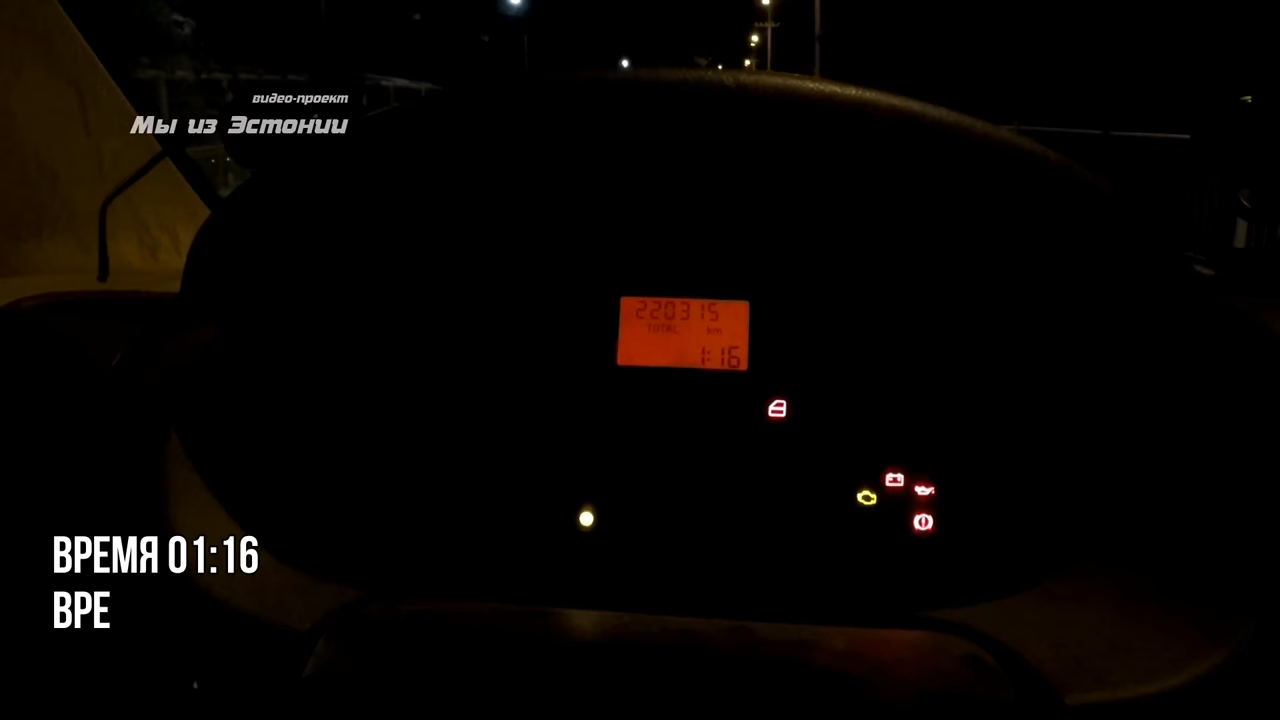 видео-проект
Мы из Эстонии
220315
TOTAL km
1:16
ВРЕМЯ 01:16
ВРЕ